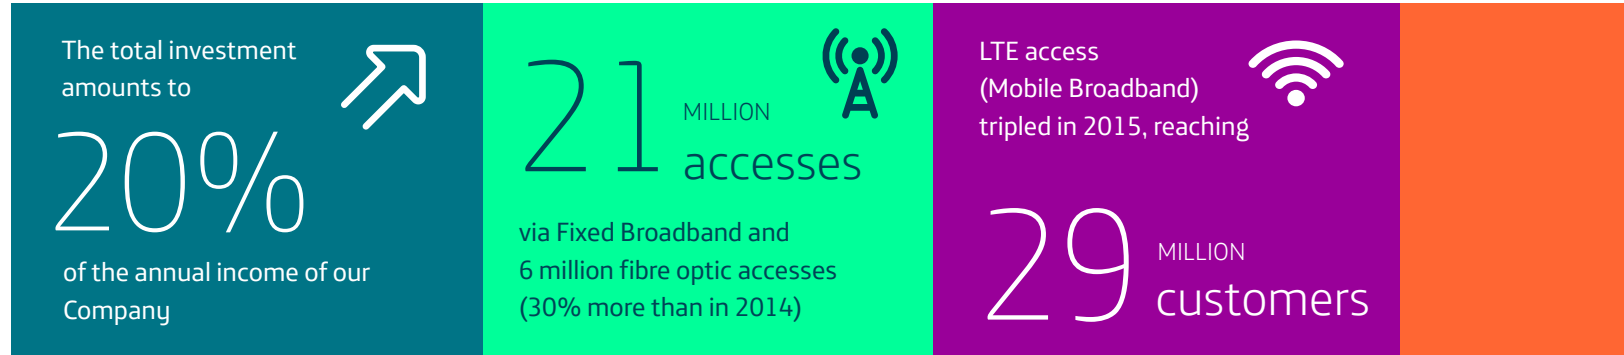 The total investment
amounts to
20%
of the annual income of our
Company
21 MILLION
accesses
via Fixed Broadband and
6 million fibre optic accesses
(30% more than in 2014)
LTE access
(Mobile Broadband)
tripled in 2015, reaching
29 MILLION
customers